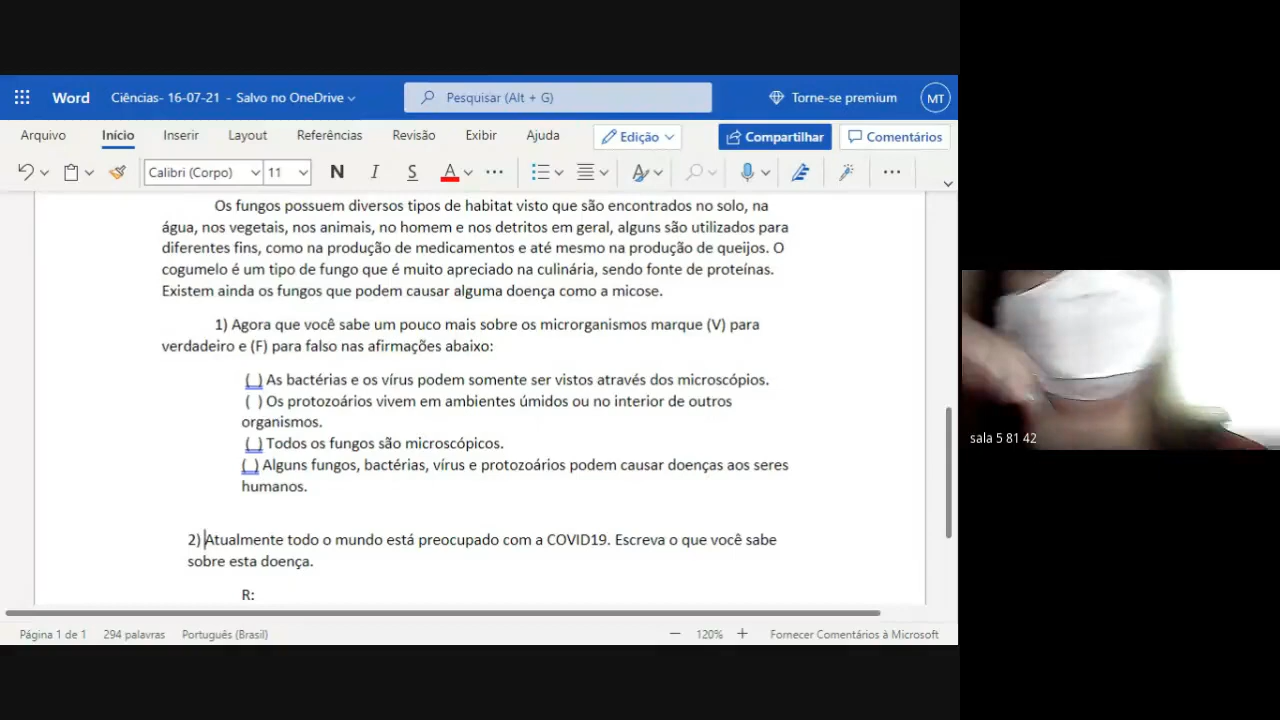 Word Ciências- 16-07-21 - Salvo no OneDrive Pesquisar (Alt + G) Torne-se premium MT
Arquivo Início Inserir Layout Referências Revisão Exibir Ajuda Edição Compartilhar Comentários
Calibri (Corpo) 11 N I S A
Os fungos possuem diversos tipos de habitat visto que são encontrados no solo, na
água, nos vegetais, nos animais, no homem e nos detritos em geral, alguns são utilizados para
diferentes fins, como na produção de medicamentos e até mesmo na produção de queijos. O
cogumelo é um tipo de fungo que é muito apreciado na culinária, sendo fonte de proteínas.
Existem ainda os fungos que podem causar alguma doença como a micose.
1) Agora que você sabe um pouco mais sobre os microrganismos marque (V) para
verdadeiro e (F) para falso nas afirmações abaixo:
( ) As bactérias e os vírus podem somente ser vistos através dos microscópios.
( ) Os protozoários vivem em ambientes úmidos ou no interior de outros
organismos.
( ) Todos os fungos são microscópicos.
( ) Alguns fungos, bactérias, vírus e protozoários podem causar doenças aos seres
humanos.
2) Atualmente todo o mundo está preocupado com a COVID19. Escreva o que você sabe
sobre esta doença.
R:
Página 1 de 1 294 palavras Português (Brasil) 120% Fornecer Comentários à Microsoft
sala 5 81 42